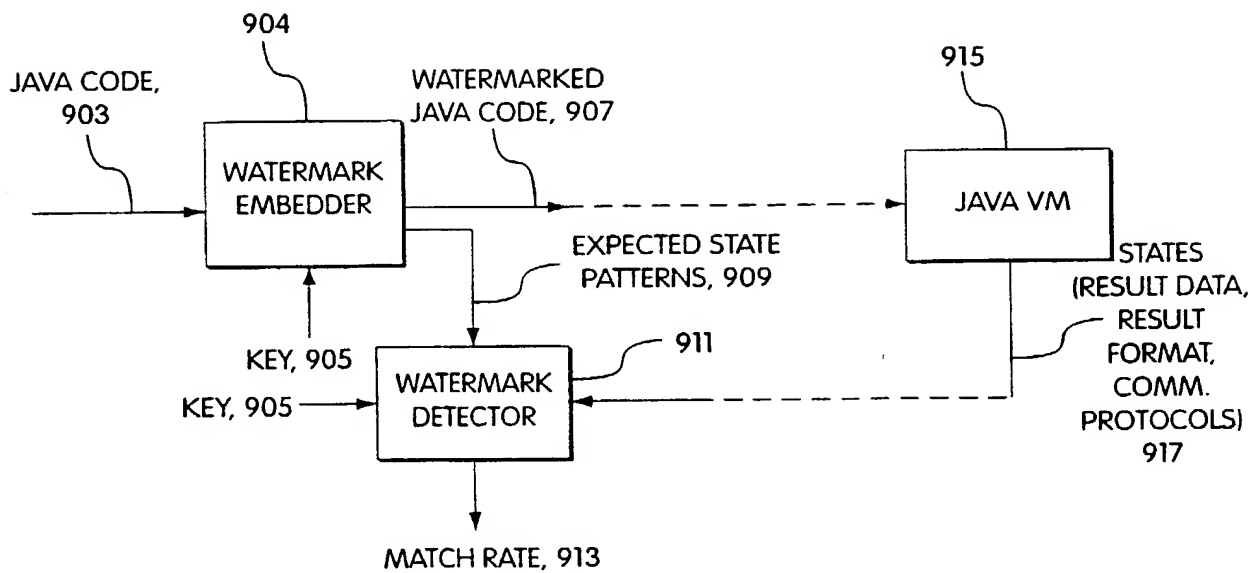 904
915
JAVA CODE,
903
WATERMARKED
JAVA CODE, 907
WATERMARK
EMBEDDER
JAVA VM
EXPECTED STATE
PATTERNS, 909
STATES
(RESULT DATA,
RESULT
FORMAT,
COMM.
PROTOCOLS)
917
KEY, 905
911
KEY, 905
WATERMARK
DETECTOR
MATCH RATE, 913